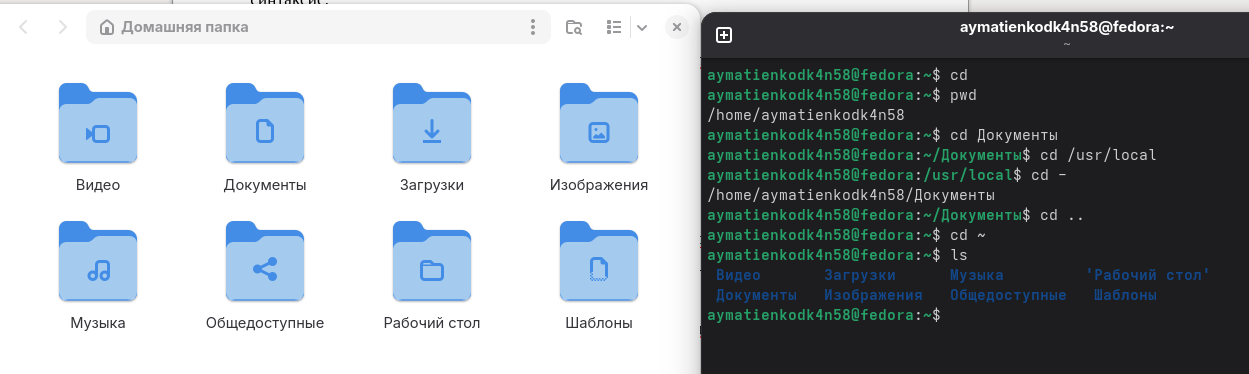 синтаксис.
Домашняя папка
Видео
Документы
Загрузки
Изображения
Музыка
Общедоступные
Рабочий стол
Шаблоны
aymatienkodk4n58@fedora:~
~
aymatienkodk4n58@fedora:~$ cd
aymatienkodk4n58@fedora:~$ pwd
/home/aymatienkodk4n58
aymatienkodk4n58@fedora:~$ cd Документы
aymatienkodk4n58@fedora:~/Документы$ cd /usr/local
aymatienkodk4n58@fedora:/usr/local$ cd -
/home/aymatienkodk4n58/Документы
aymatienkodk4n58@fedora:~/Документы$ cd ..
aymatienkodk4n58@fedora:~$ cd ~
aymatienkodk4n58@fedora:~$ ls
Видео Загрузки Музыка 'Рабочий стол'
Документы Изображения Общедоступные Шаблоны
aymatienkodk4n58@fedora:~$